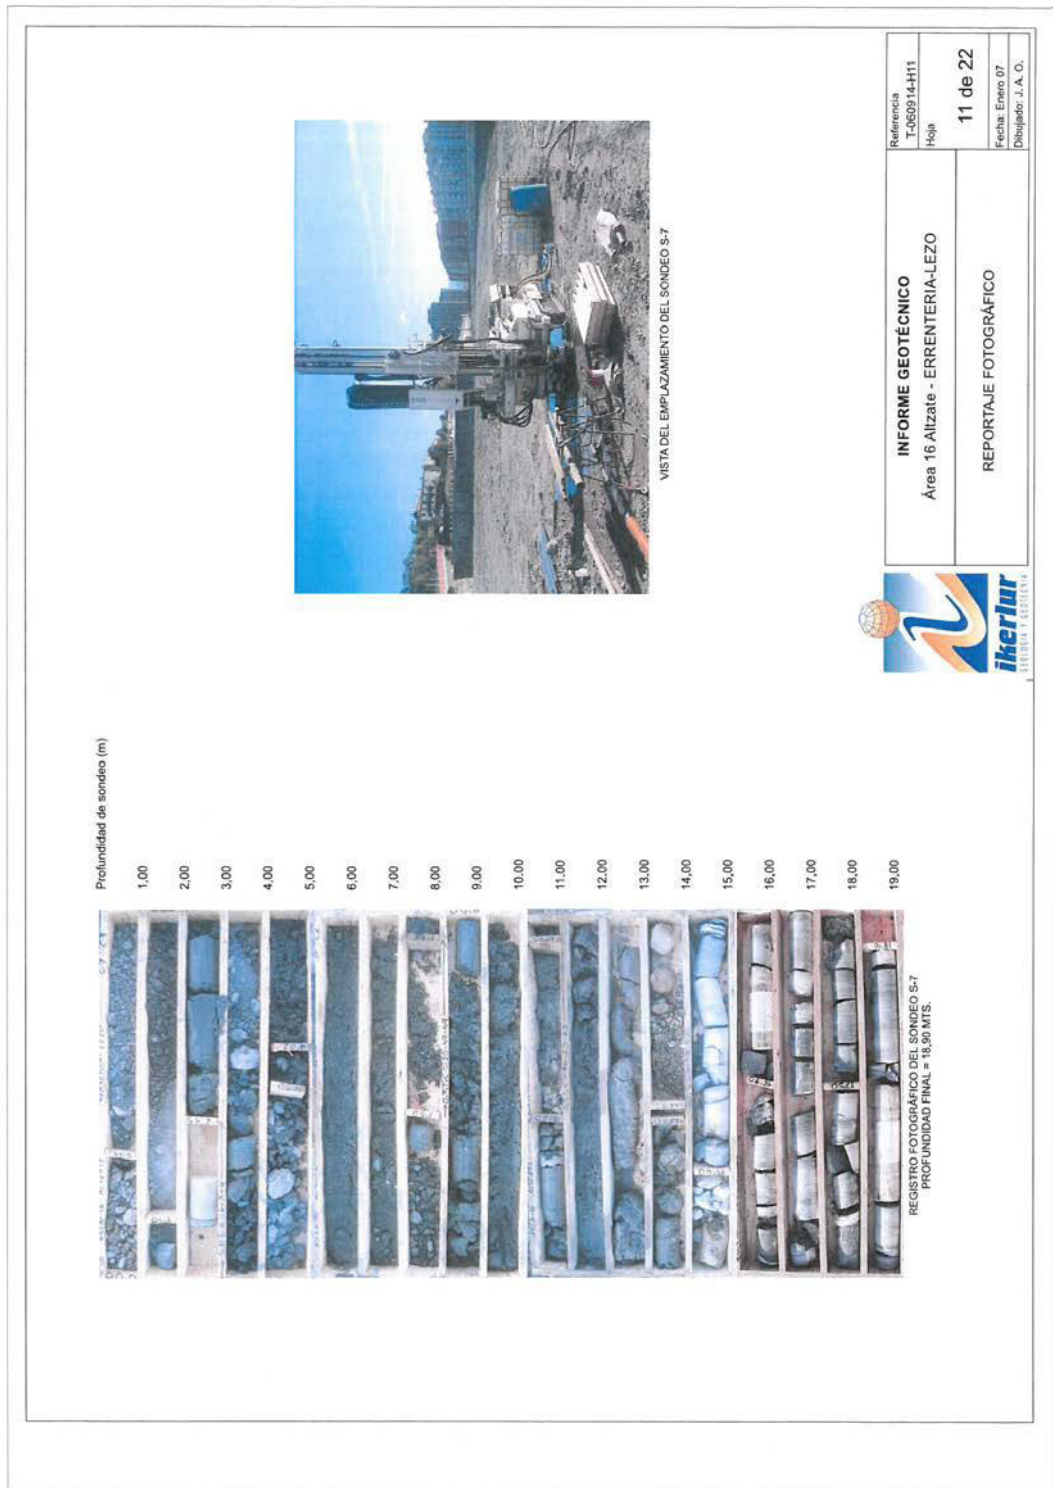 Profundidad de sondeo (m)
1,00
2,00
3,00
4,00
5,00
6,00
7,00
8,00
9,00
10,00
11,00
12,00
13,00
14,00
15,00
16,00
17,00
18,00
19,00
REGISTRO FOTOGRÁFICO DEL SONDEO S-7
PROFUNDIDAD FINAL = 18,90 MTS.
VISTA DEL EMPLAZAMIENTO DEL SONDEO S-7
ikerlur
GEOLOGIA Y GEOTECNIA
INFORME GEOTÉCNICO
Área 16 Altzate - ERRENTERIA-LEZO
REPORTAJE FOTOGRÁFICO
Referencia
T-060914-H11
Hoja
11 de 22
Fecha: Enero 07
Dibujado: J. A. O.